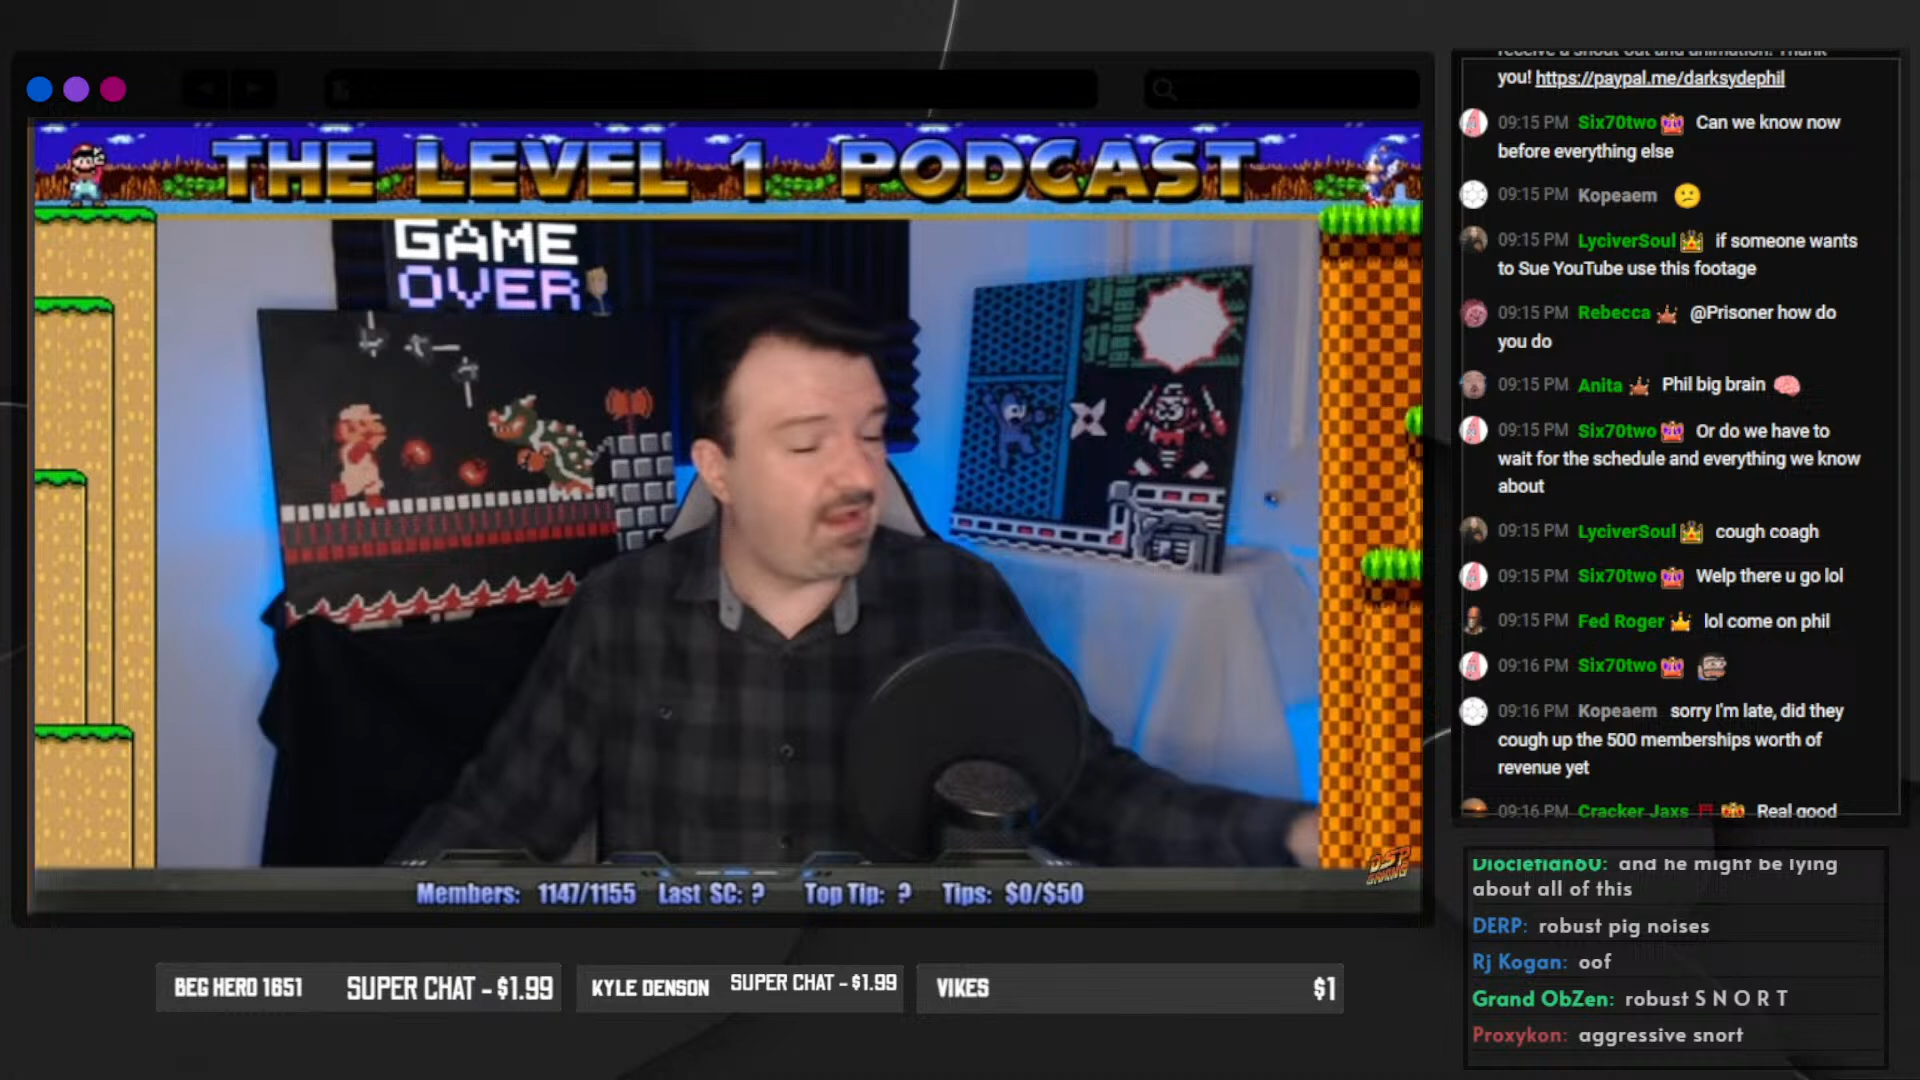 THE LEVEL 1 PODCAST
GAME
OVER
DSP
GAMING
Members: 1147/1155 Last SC: ? Top Tip: ? Tips: $0/$50
BEG HERO 1651 SUPER CHAT - $1.99
KYLE DENSON SUPER CHAT - $1.99
VIKES $1
receive a shout out and animation! Thank
you! https://paypal.me/darksydephil
09:15 PM Six70two Can we know now
before everything else
09:15 PM Kopeaem 😕
09:15 PM LyciverSoul if someone wants
to Sue YouTube use this footage
09:15 PM Rebecca @Prisoner how do
you do
09:15 PM Anita Phil big brain 🧠
09:15 PM Six70two Or do we have to
wait for the schedule and everything we know
about
09:15 PM LyciverSoul cough coagh
09:15 PM Six70two Welp there u go lol
09:15 PM Fed Roger lol come on phil
09:16 PM Six70two
09:16 PM Kopeaem sorry I'm late, did they
cough up the 500 memberships worth of
revenue yet
09:16 PM Cracker Jaxs Real good
Dioclefian60: and he might be lying
about all of this
DERP: robust pig noises
Rj Kogan: oof
Grand ObZen: robust S N O R T
Proxykon: aggressive snort